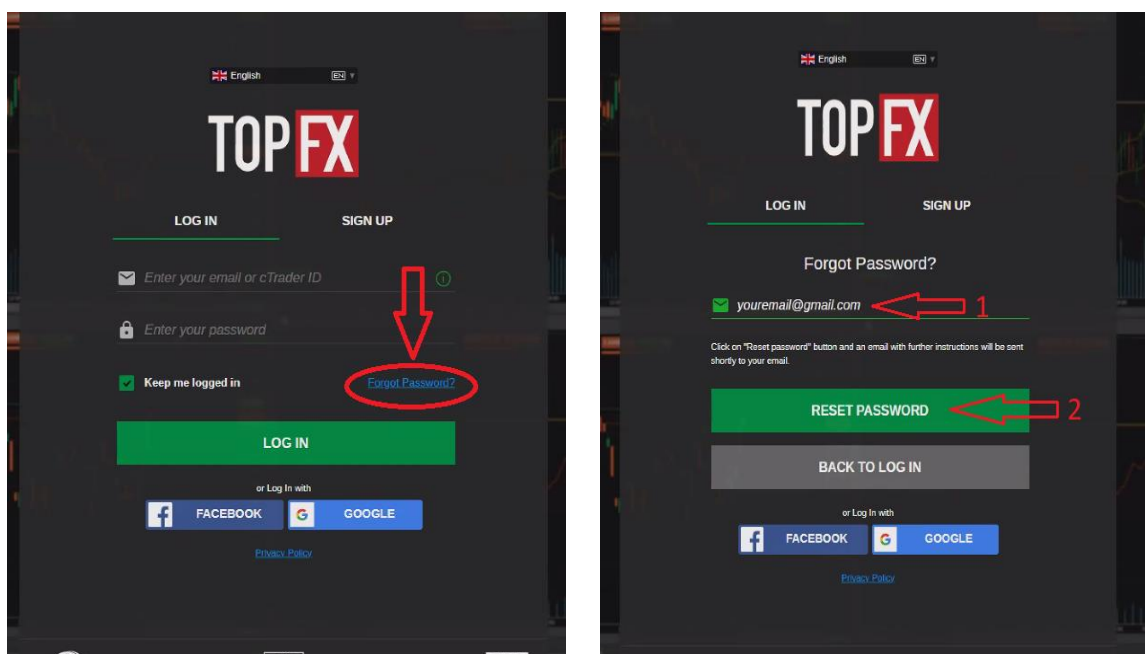 English EN
TOP FX
LOG IN SIGN UP
Enter your email or cTrader ID
Enter your password
Keep me logged in Forgot Password?
LOG IN
or Log In with
FACEBOOK G GOOGLE
Privacy Policy
English EN
TOP FX
LOG IN SIGN UP
Forgot Password?
youremail@gmail.com 1
Click on "Reset password" button and an email with further instructions will be sent
shortly to your email.
RESET PASSWORD 2
BACK TO LOG IN
or Log In with
FACEBOOK G GOOGLE
Privacy Policy